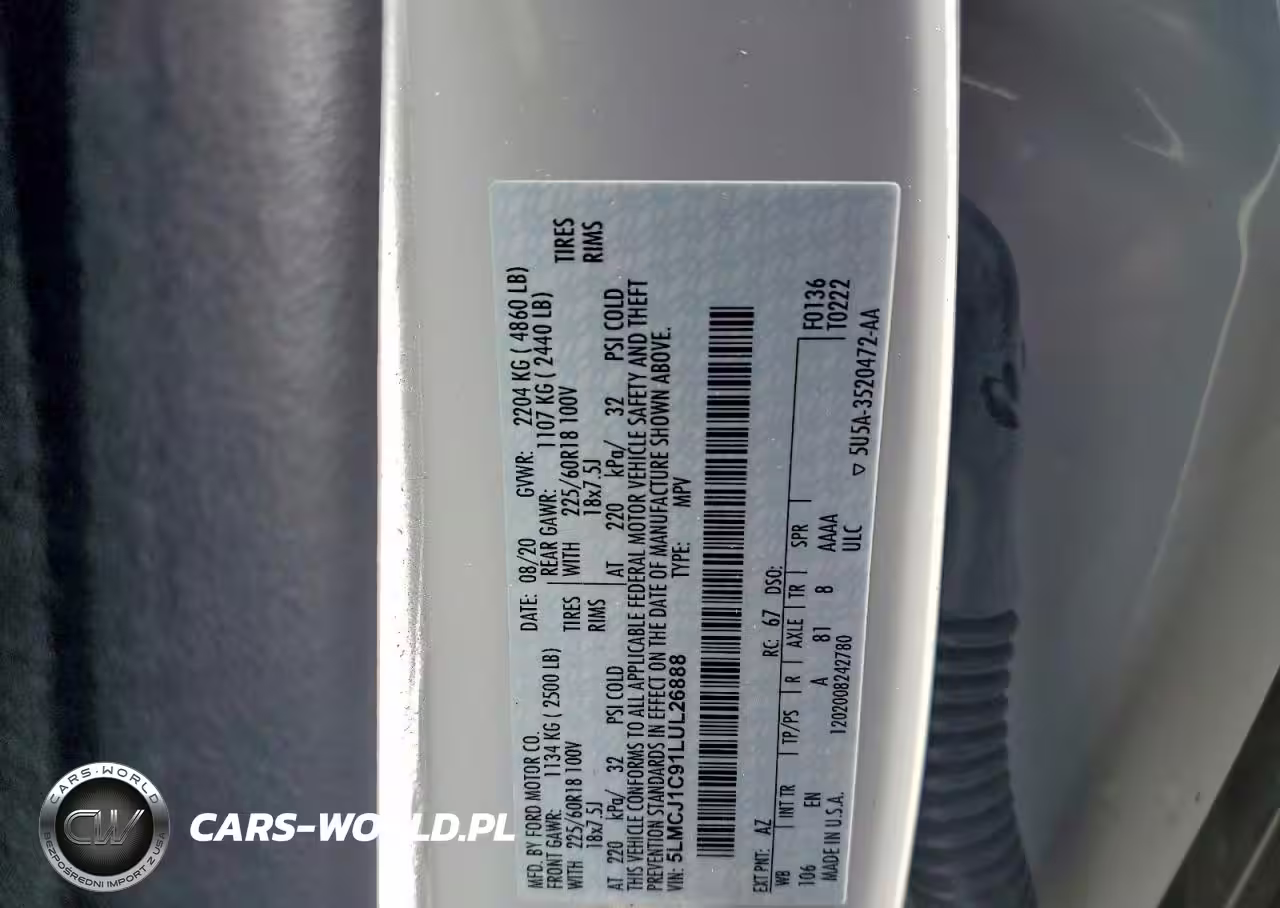 MFD. BY FORD MOTOR CO. DATE: 08/20 GVWR: 2204 KG ( 4860 LB)
FRONT GAWR: 1134 KG ( 2500 LB) REAR GAWR: 1107 KG ( 2440 LB)
WITH 225/60R18 100V TIRES WITH 225/60R18 100V TIRES
18x7.5J RIMS 18x7.5J RIMS
AT 220 kPa/ 32 PSI COLD AT 220 kPa/ 32 PSI COLD
THIS VEHICLE CONFORMS TO ALL APPLICABLE FEDERAL MOTOR VEHICLE SAFETY AND THEFT
PREVENTION STANDARDS IN EFFECT ON THE DATE OF MANUFACTURE SHOWN ABOVE.
VIN: 5LMCJ1C91LUL26888 TYPE: MPV
EXT PNT: AZ RC: 67 DSO:
WB INT TR TP/PS R AXLE TR SPR F0136
106 EN A 81 8 AAAA T0222
MADE IN U.S.A. 1202008242780 ULC
▽ 5U5A-3520472-AA
CARS-WORLD
CW
BEZPOŚREDNI IMPORT Z USA
CARS-WORLD.PL